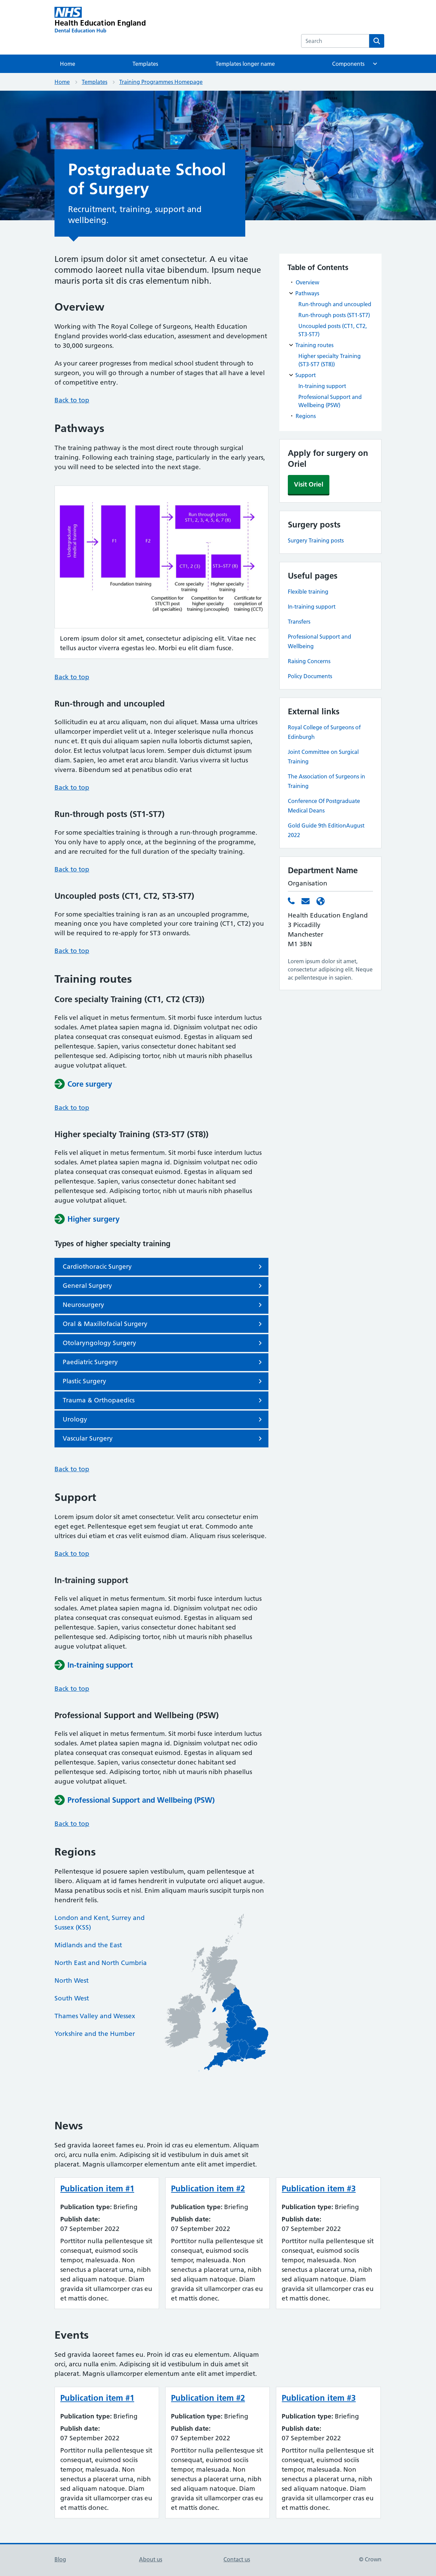 NHS
Health Education England
Dental Education Hub
Search
Home
Templates
Templates longer name
Components
Home
Templates
Training Programmes Homepage
Postgraduate School
of Surgery
Recruitment, training, support and
wellbeing.
Lorem ipsum dolor sit amet consectetur. A eu vitae
commodo laoreet nulla vitae bibendum. Ipsum neque
mauris porta orci sit cras diam elementum nibh.
Overview
Working with The Royal College of Surgeons, Health Education
England provides world-class education, assessment and development
to 30,000 surgeons.
As your career progresses from medical school student through to
surgeon, you will go through various stages that all have a level
of competitive entry.
Back to top
Pathways
The training pathway is the most direct route through surgical
training. Following each training stage, particularly in the early years,
you will need to be selected into the next stage.
Undergraduate
medical training
F1
F2
Run through posts
ST1, 2, 3, 4, 5, 6, 7 (8)
CT1, 2 (3)
ST3–ST7 (8)
Foundation training
Core specialty
training
Higher specialty
training
Competition for
ST1/CT1 post
(all specialties)
Competition for
higher specialty
training (uncoupled)
Certificate for
completion of
training (CCT)
Lorem ipsum dolor sit amet, consectetur adipiscing elit. Vitae nec
tellus auctor viverra egestas leo. Morbi eu elit diam fusce.
Back to top
Run-through and uncoupled
Sollicitudin eu at arcu aliquam, non dui aliquet. Massa urna ultrices
ullamcorper velit ut a scelerisque nulla viverra rhoncus
nunc et. Et quis dui aliquam sapien nulla lobortis dictumst sapien,
dolor. Est lectus volutpat lacus lorem. Semper dictum diam ipsum
diam. Sapien, leo amet erat arcu blandit. Varius viverra sit lectus
viverra. Bibendum sed at penatibus dolor erat
Back to top
Run-through posts (ST1-ST7)
For some specialties training is through a run-through programme.
You only have to apply once, at the beginning of the programme,
and are recruited to the full duration of the specialty training.
Back to top
Uncoupled posts (CT1, CT2, ST3-ST7)
For some specialties training is ran as an uncoupled programme,
meaning once you have completed your core training (CT1, CT2) you
will be required to re-apply for ST3 onwards.
Back to top
Training routes
Core specialty Training (CT1, CT2 (CT3))
Felis vel aliquet in metus fermentum. Sit morbi fusce interdum luctus
sodales. Amet platea sapien magna id. Dignissim volutpat nec odio
platea consequat cras consequat euismod. Egestas in aliquam sed
pellentesque. Sapien, varius consectetur donec habitant sed
dignissim sed. Adipiscing tortor, nibh ut mauris nibh phasellus
augue volutpat aliquet.
Core surgery
Back to top
Higher specialty Training (ST3-ST7 (ST8))
Felis vel aliquet in metus fermentum. Sit morbi fusce interdum luctus
sodales. Amet platea sapien magna id. Dignissim volutpat nec odio
platea consequat cras consequat euismod. Egestas in aliquam sed
pellentesque. Sapien, varius consectetur donec habitant sed
dignissim sed. Adipiscing tortor, nibh ut mauris nibh phasellus
augue volutpat aliquet.
Higher surgery
Types of higher specialty training
Cardiothoracic Surgery
General Surgery
Neurosurgery
Oral & Maxillofacial Surgery
Otolaryngology Surgery
Paediatric Surgery
Plastic Surgery
Trauma & Orthopaedics
Urology
Vascular Surgery
Back to top
Support
Lorem ipsum dolor sit amet consectetur. Velit arcu consectetur enim
eget eget. Pellentesque eget sem feugiat ut erat. Commodo ante
ultrices dui etiam et cras velit euismod diam. Aliquam risus scelerisque.
Back to top
In-training support
Felis vel aliquet in metus fermentum. Sit morbi fusce interdum luctus
sodales. Amet platea sapien magna id. Dignissim volutpat nec odio
platea consequat cras consequat euismod. Egestas in aliquam sed
pellentesque. Sapien, varius consectetur donec habitant sed
dignissim sed. Adipiscing tortor, nibh ut mauris nibh phasellus
augue volutpat aliquet.
In-training support
Back to top
Professional Support and Wellbeing (PSW)
Felis vel aliquet in metus fermentum. Sit morbi fusce interdum luctus
sodales. Amet platea sapien magna id. Dignissim volutpat nec odio
platea consequat cras consequat euismod. Egestas in aliquam sed
pellentesque. Sapien, varius consectetur donec habitant sed
dignissim sed. Adipiscing tortor, nibh ut mauris nibh phasellus
augue volutpat aliquet.
Professional Support and Wellbeing (PSW)
Back to top
Regions
Pellentesque id posuere sapien vestibulum, quam pellentesque at
libero. Aliquam at id fames hendrerit in vulputate orci aliquet augue.
Massa penatibus sociis et nisl. Enim aliquam mauris suscipit turpis non
hendrerit felis.
London and Kent, Surrey and
Sussex (KSS)
Midlands and the East
North East and North Cumbria
North West
South West
Thames Valley and Wessex
Yorkshire and the Humber
Table of Contents
Overview
Pathways
Run-through and uncoupled
Run-through posts (ST1-ST7)
Uncoupled posts (CT1, CT2,
ST3-ST7)
Training routes
Higher specialty Training
(ST3-ST7 (ST8))
Support
In-training support
Professional Support and
Wellbeing (PSW)
Regions
Apply for surgery on
Oriel
Visit Oriel
Surgery posts
Surgery Training posts
Useful pages
Flexible training
In-training support
Transfers
Professional Support and
Wellbeing
Raising Concerns
Policy Documents
External links
Royal College of Surgeons of
Edinburgh
Joint Committee on Surgical
Training
The Association of Surgeons in
Training
Conference Of Postgraduate
Medical Deans
Gold Guide 9th EditionAugust
2022
Department Name
Organisation
Health Education England
3 Piccadilly
Manchester
M1 3BN
Lorem ipsum dolor sit amet,
consectetur adipiscing elit. Neque
ac pellentesque in sapien.
News
Sed gravida laoreet fames eu. Proin id cras eu elementum. Aliquam
orci, arcu nulla enim. Adipiscing sit id vestibulum in duis amet sit
placerat. Magnis ullamcorper elementum ante elit amet imperdiet.
Publication item #1
Publication type: Briefing
Publish date:
07 September 2022
Porttitor nulla pellentesque sit
consequat, euismod sociis
tempor, malesuada. Non
senectus a placerat urna, nibh
sed aliquam natoque. Diam
gravida sit ullamcorper cras eu
et mattis donec.
Publication item #2
Publication type: Briefing
Publish date:
07 September 2022
Porttitor nulla pellentesque sit
consequat, euismod sociis
tempor, malesuada. Non
senectus a placerat urna, nibh
sed aliquam natoque. Diam
gravida sit ullamcorper cras eu
et mattis donec.
Publication item #3
Publication type: Briefing
Publish date:
07 September 2022
Porttitor nulla pellentesque sit
consequat, euismod sociis
tempor, malesuada. Non
senectus a placerat urna, nibh
sed aliquam natoque. Diam
gravida sit ullamcorper cras eu
et mattis donec.
Events
Sed gravida laoreet fames eu. Proin id cras eu elementum. Aliquam
orci, arcu nulla enim. Adipiscing sit id vestibulum in duis amet sit
placerat. Magnis ullamcorper elementum ante elit amet imperdiet.
Publication item #1
Publication type: Briefing
Publish date:
07 September 2022
Porttitor nulla pellentesque sit
consequat, euismod sociis
tempor, malesuada. Non
senectus a placerat urna, nibh
sed aliquam natoque. Diam
gravida sit ullamcorper cras eu
et mattis donec.
Publication item #2
Publication type: Briefing
Publish date:
07 September 2022
Porttitor nulla pellentesque sit
consequat, euismod sociis
tempor, malesuada. Non
senectus a placerat urna, nibh
sed aliquam natoque. Diam
gravida sit ullamcorper cras eu
et mattis donec.
Publication item #3
Publication type: Briefing
Publish date:
07 September 2022
Porttitor nulla pellentesque sit
consequat, euismod sociis
tempor, malesuada. Non
senectus a placerat urna, nibh
sed aliquam natoque. Diam
gravida sit ullamcorper cras eu
et mattis donec.
Blog
About us
Contact us
© Crown